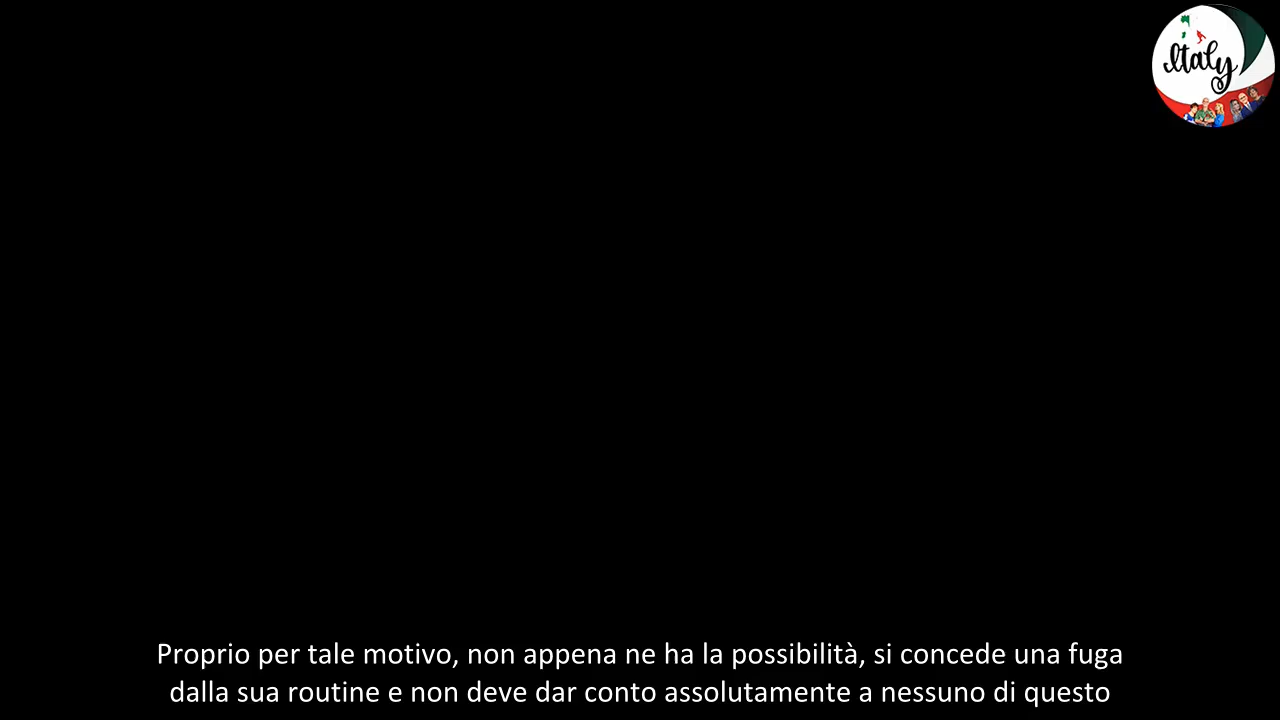 Italy
Proprio per tale motivo, non appena ne ha la possibilità, si concede una fuga
dalla sua routine e non deve dar conto assolutamente a nessuno di questo